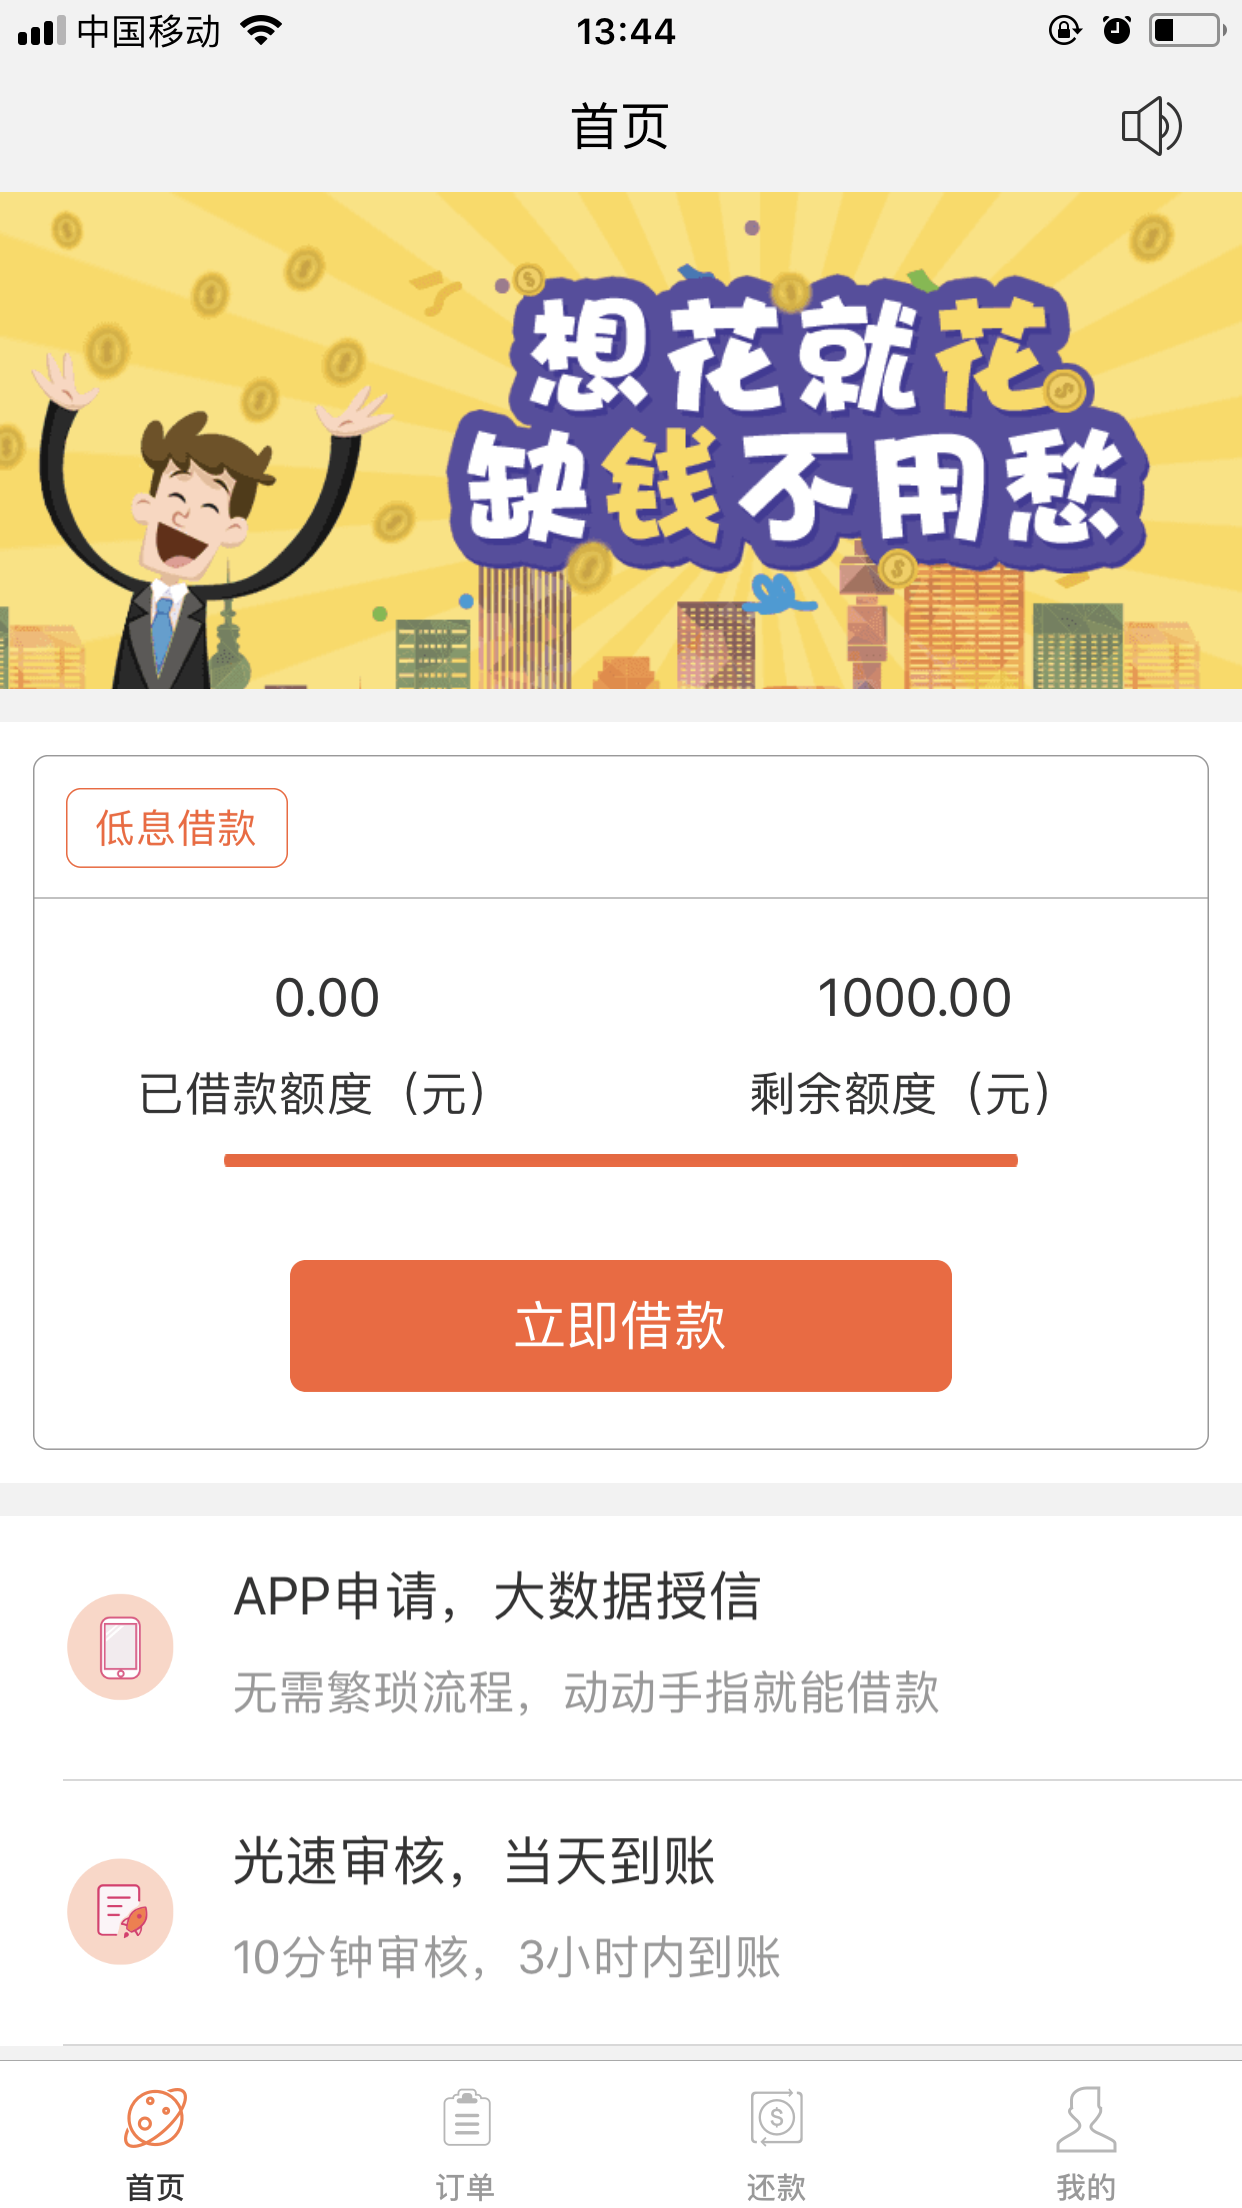 中国移动
13:44
首页
想花就花
缺钱不用愁
低息借款
0.00
1000.00
已借款额度（元）
剩余额度（元）
立即借款
APP申请，大数据授信
无需繁琐流程，动动手指就能借款
光速审核，当天到账
10分钟审核，3小时内到账
首页
订单
还款
我的